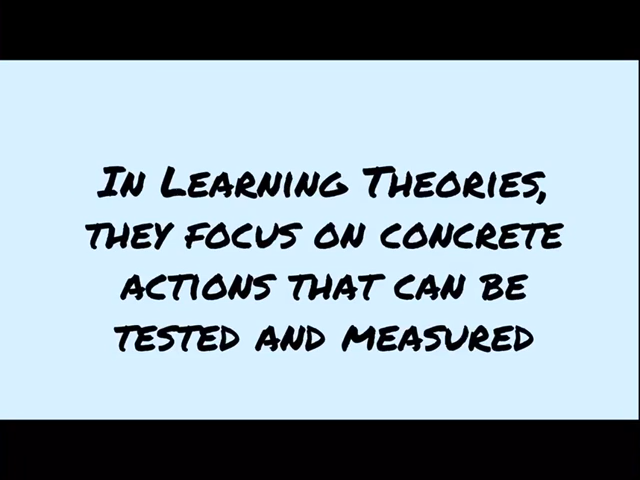 In Learning Theories,
they focus on concrete
actions that can be
tested and measured